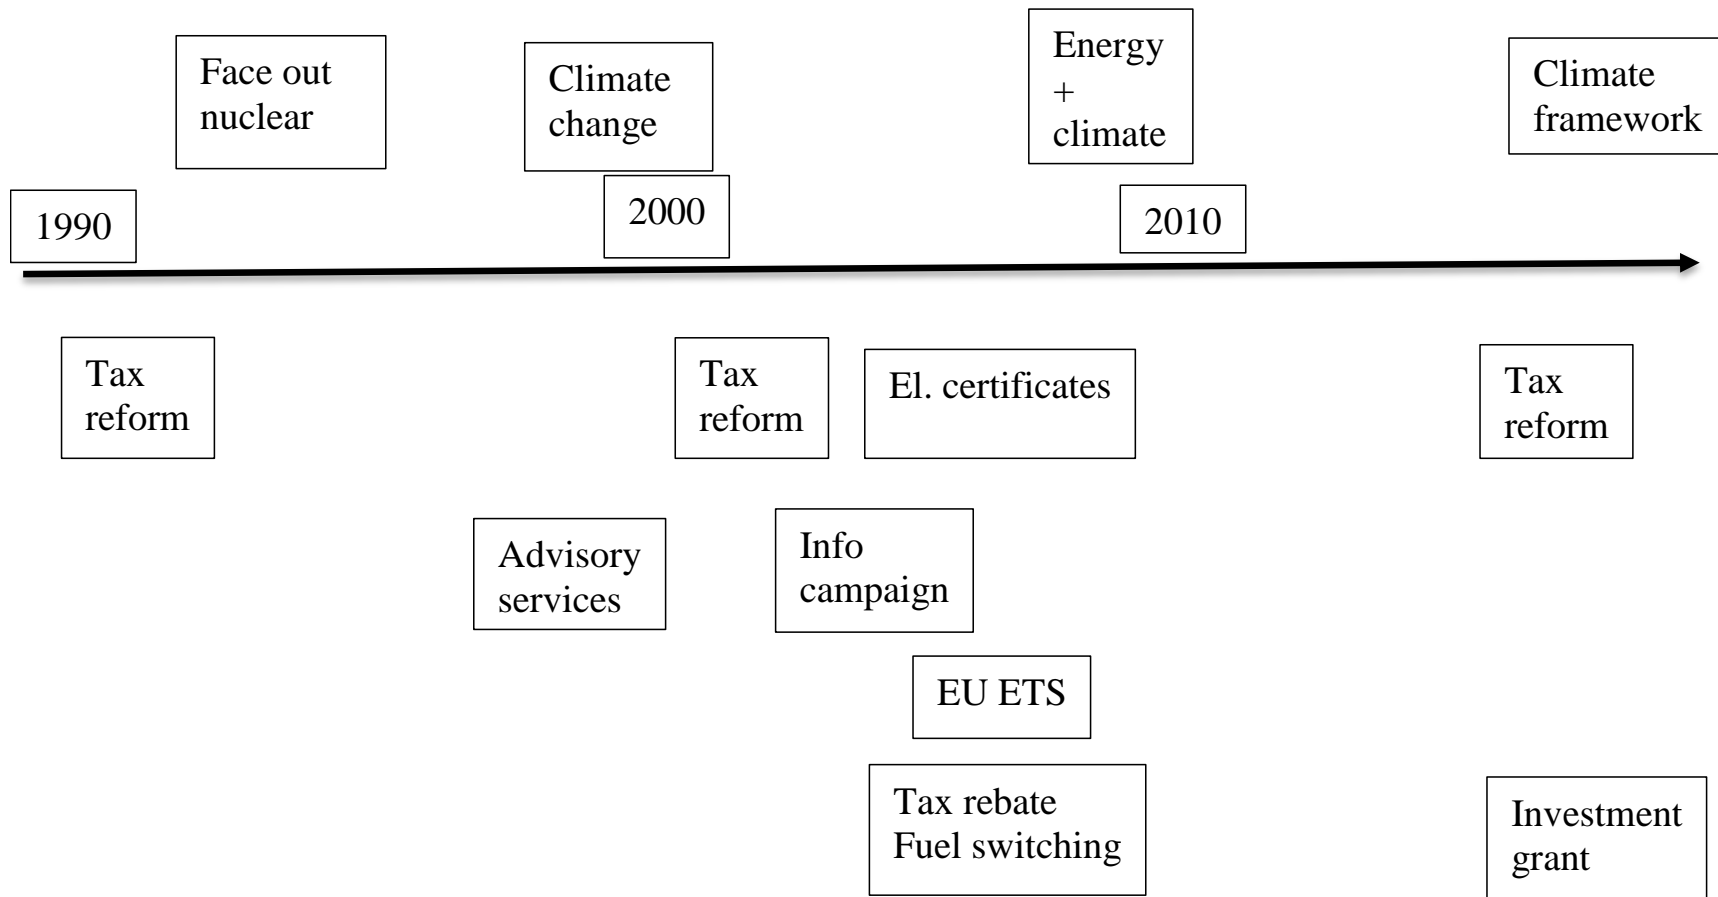 Face out
nuclear
Climate
change
Energy
+
climate
Climate
framework
1990
2000
2010
Tax
reform
Tax
reform
El. certificates
Tax
reform
Advisory
services
Info
campaign
EU ETS
Tax rebate
Fuel switching
Investment
grant